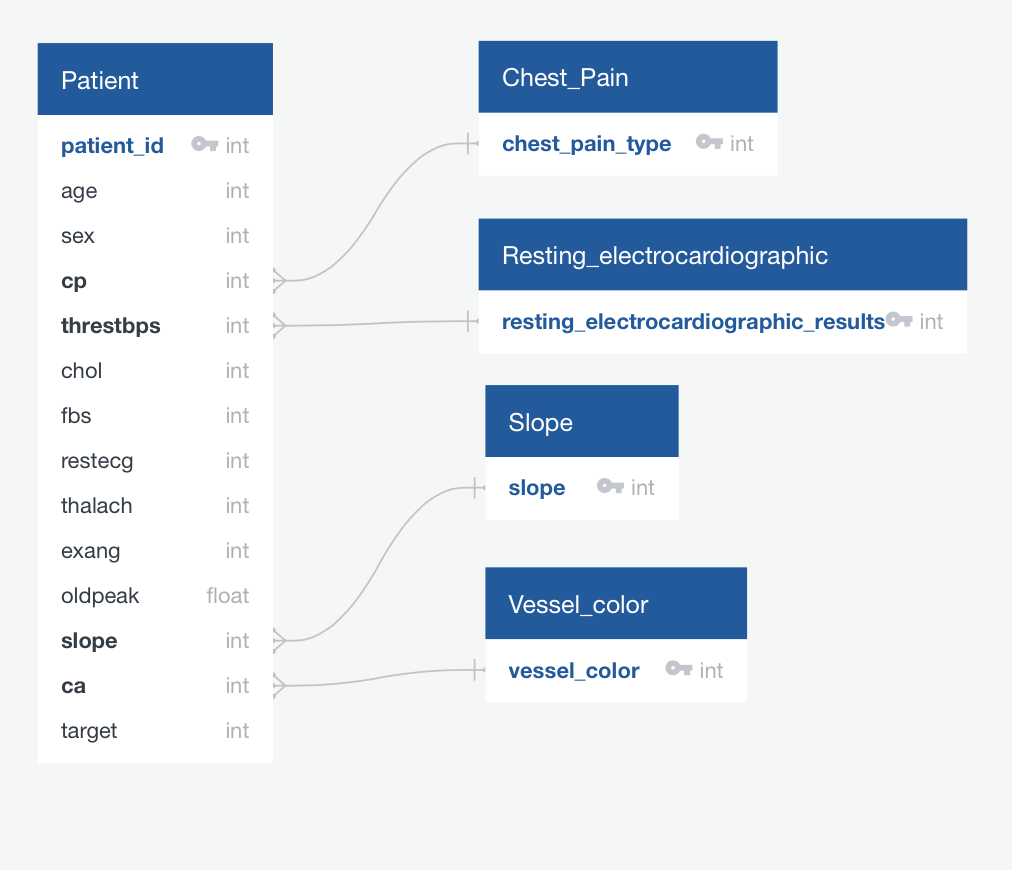 Patient
patient_id int
age int
sex int
cp int
threstbps int
chol int
fbs int
restecg int
thalach int
exang int
oldpeak float
slope int
ca int
target int
Chest_Pain
chest_pain_type int
Resting_electrocardiographic
resting_electrocardiographic_results int
Slope
slope int
Vessel_color
vessel_color int